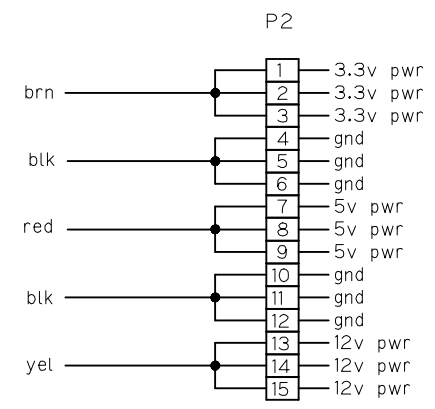 P2
1 3.3v pwr
brn 2 3.3v pwr
3 3.3v pwr
4 gnd
blk 5 gnd
6 gnd
7 5v pwr
red 8 5v pwr
9 5v pwr
10 gnd
blk 11 gnd
12 gnd
13 12v pwr
yel 14 12v pwr
15 12v pwr